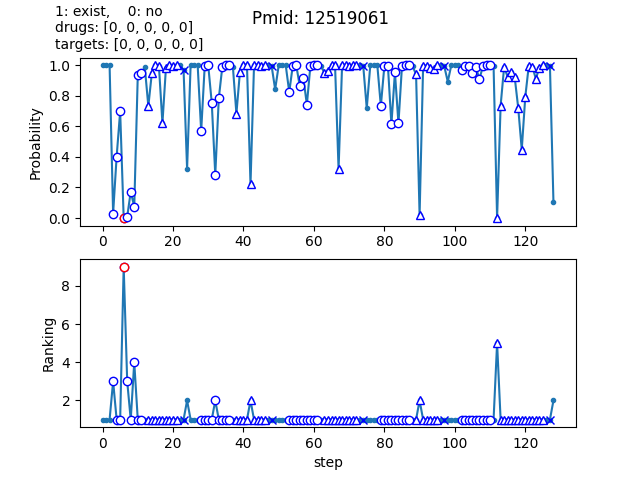 1: exist,    0: no
drugs: [0, 0, 0, 0, 0]
targets: [0, 0, 0, 0, 0]
Pmid: 12519061
Probability
1.0
0.8
0.6
0.4
0.2
0.0
0 20 40 60 80 100 120
Ranking
8
6
4
2
0 20 40 60 80 100 120
step